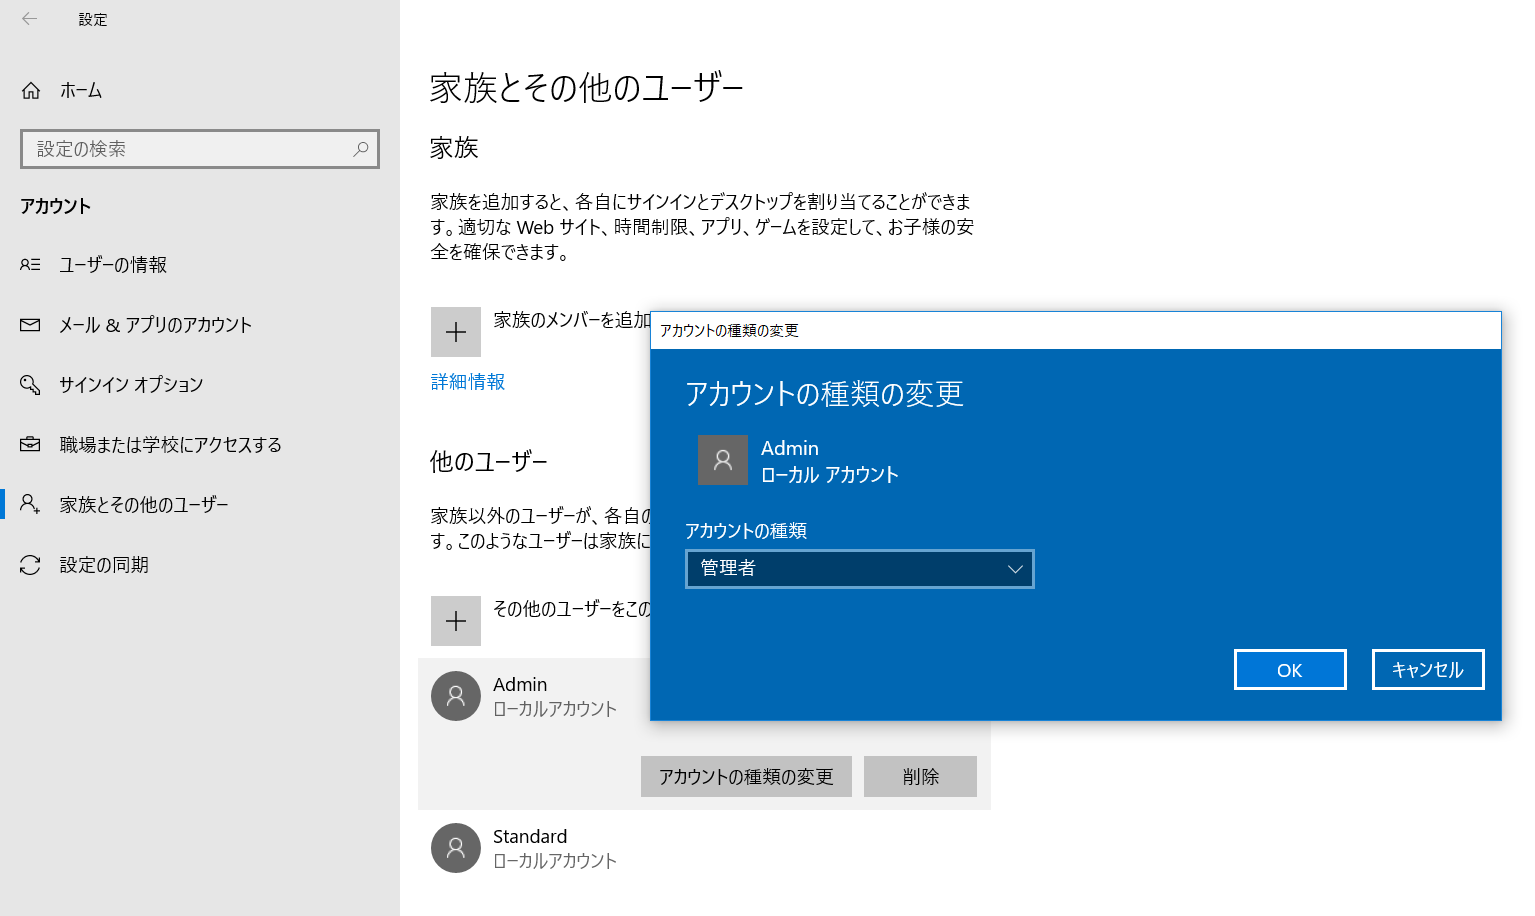 設定
ホーム
設定の検索
アカウント
ユーザーの情報
メール & アプリのアカウント
サインイン オプション
職場または学校にアクセスする
家族とその他のユーザー
設定の同期
家族とその他のユーザー
家族
家族を追加すると、各自にサインインとデスクトップを割り当てることができま
す。適切な Web サイト、時間制限、アプリ、ゲームを設定して、お子様の安
全を確保できます。
家族のメンバーを追加
詳細情報
他のユーザー
家族以外のユーザーが、各自の
す。このようなユーザーは家族に
その他のユーザーをこの
Admin
ローカルアカウント
アカウントの種類の変更
削除
Standard
ローカルアカウント
アカウントの種類の変更
アカウントの種類の変更
Admin
ローカル アカウント
アカウントの種類
管理者
OK
キャンセル